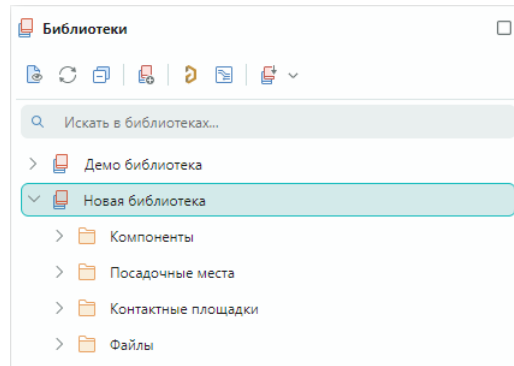 Библиотеки
Искать в библиотеках...
Демо библиотека
Новая библиотека
Компоненты
Посадочные места
Контактные площадки
Файлы